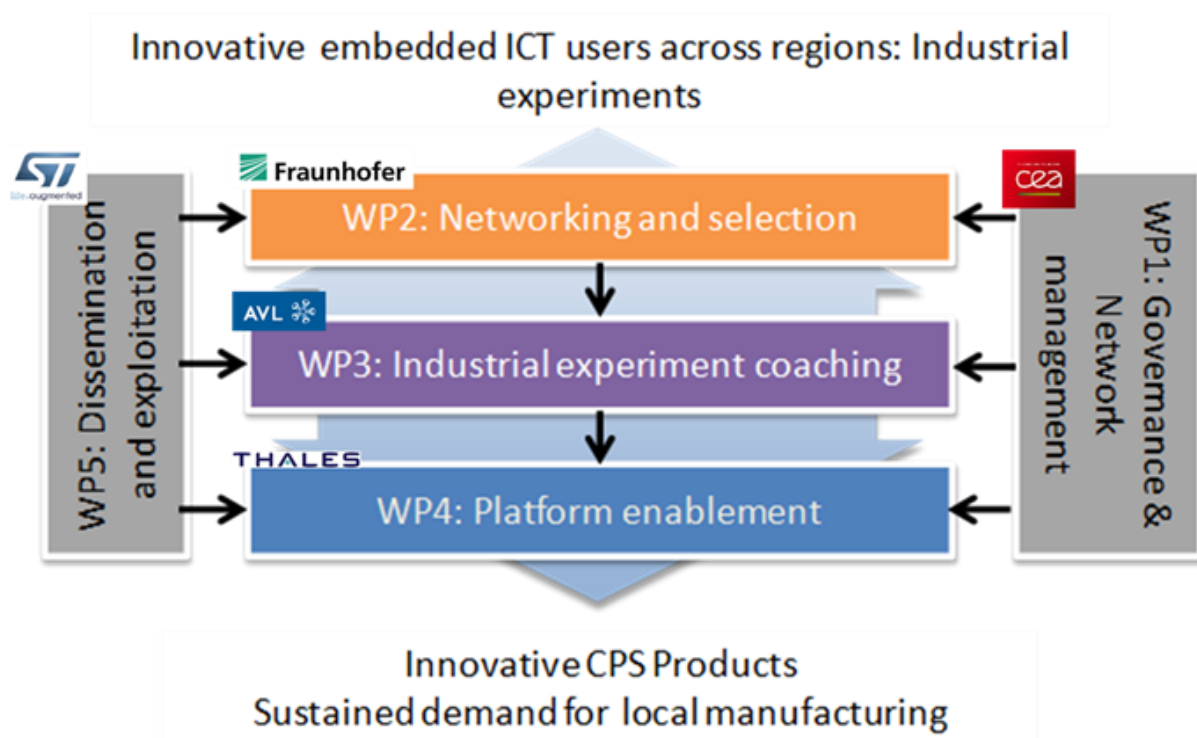 Innovative embedded ICT users across regions: Industrial
experiments
ST
life.augmented
Fraunhofer
cea
WP2: Networking and selection
WP5: Dissemination
and exploitation
WP1: Governance &
Network
management
AVL
WP3: Industrial experiment coaching
THALES
WP4: Platform enablement
Innovative CPS Products
Sustained demand for local manufacturing